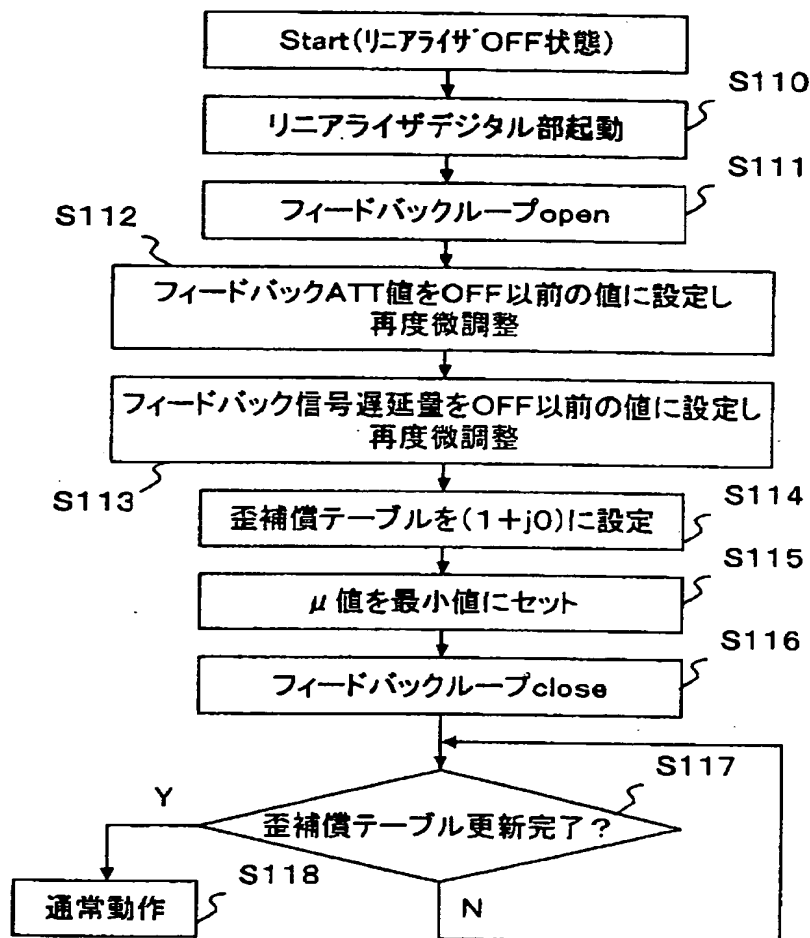 Start(リニアライザOFF状態)
S110
リニアライザデジタル部起動
S111
フィードバックループopen
S112
フィードバックATT値をOFF以前の値に設定し
再度微調整
フィードバック信号遅延量をOFF以前の値に設定し
再度微調整
S113
S114
歪補償テーブルを(1+j0)に設定
S115
μ値を最小値にセット
S116
フィードバックループclose
S117
Y
歪補償テーブル更新完了?
S118
通常動作
N